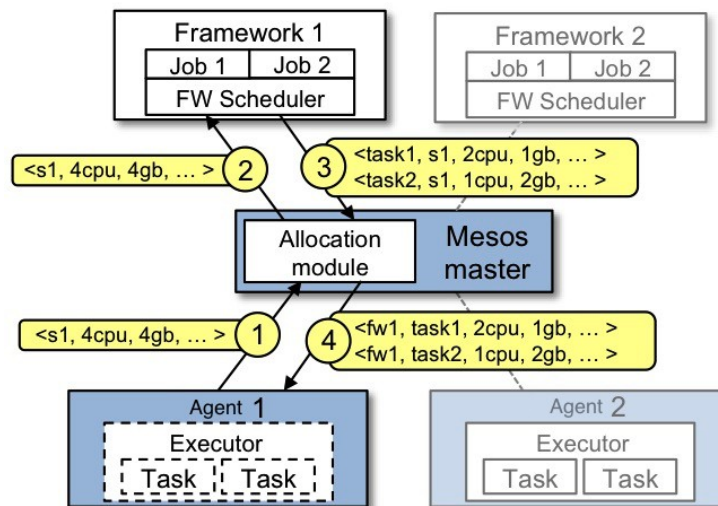 Framework 1
Job 1 Job 2
FW Scheduler
Framework 2
Job 1 Job 2
FW Scheduler
<s1, 4cpu, 4gb, … >
2
3
<task1, s1, 2cpu, 1gb, … >
<task2, s1, 1cpu, 2gb, … >
Allocation
module
Mesos
master
<s1, 4cpu, 4gb, … >
1
4
<fw1, task1, 2cpu, 1gb, … >
<fw1, task2, 1cpu, 2gb, … >
Agent 1
Executor
Task Task
Agent 2
Executor
Task Task